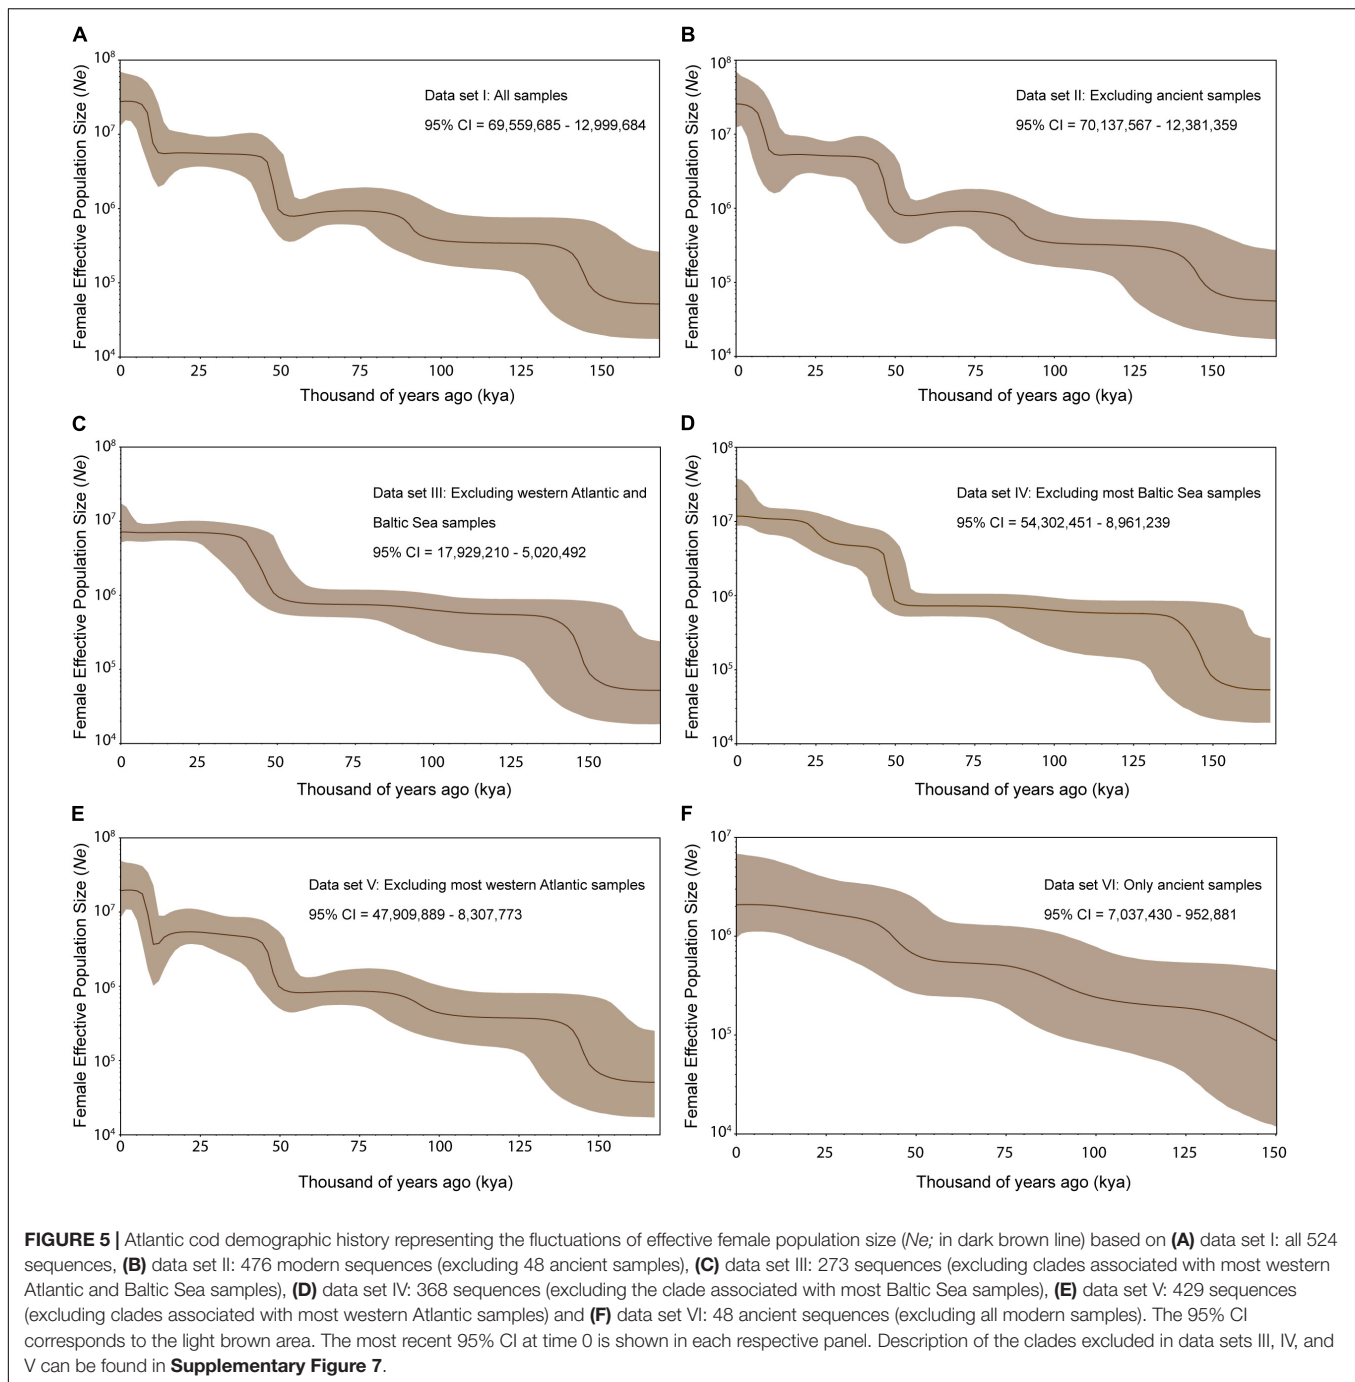 A
Female Effective Population Size (Ne)
10⁸
10⁷
10⁶
10⁵
10⁴
Data set I: All samples
95% CI = 69,559,685 - 12,999,684
0 25 50 75 100 125 150
Thousand of years ago (kya)
B
Female Effective Population Size (Ne)
10⁸
10⁷
10⁶
10⁵
10⁴
Data set II: Excluding ancient samples
95% CI = 70,137,567 - 12,381,359
0 25 50 75 100 125 150
Thousand of years ago (kya)
C
Female Effective Population Size (Ne)
10⁸
10⁷
10⁶
10⁵
10⁴
Data set III: Excluding western Atlantic and
Baltic Sea samples
95% CI = 17,929,210 - 5,020,492
0 25 50 75 100 125 150
Thousand of years ago (kya)
D
Female Effective Population Size (Ne)
10⁸
10⁷
10⁶
10⁵
10⁴
Data set IV: Excluding most Baltic Sea samples
95% CI = 54,302,451 - 8,961,239
0 25 50 75 100 125 150
Thousand of years ago (kya)
E
Female Effective Population Size (Ne)
10⁸
10⁷
10⁶
10⁵
10⁴
Data set V: Excluding most western Atlantic samples
95% CI = 47,909,889 - 8,307,773
0 25 50 75 100 125 150
Thousand of years ago (kya)
F
Female Effective Population Size (Ne)
10⁷
10⁶
10⁵
10⁴
Data set VI: Only ancient samples
95% CI = 7,037,430 - 952,881
0 25 50 75 100 125 150
Thousand of years ago (kya)
FIGURE 5 | Atlantic cod demographic history representing the fluctuations of effective female population size (Ne; in dark brown line) based on (A) data set I: all 524
sequences, (B) data set II: 476 modern sequences (excluding 48 ancient samples), (C) data set III: 273 sequences (excluding clades associated with most western
Atlantic and Baltic Sea samples), (D) data set IV: 368 sequences (excluding the clade associated with most Baltic Sea samples), (E) data set V: 429 sequences
(excluding clades associated with most western Atlantic samples) and (F) data set VI: 48 ancient sequences (excluding all modern samples). The 95% CI
corresponds to the light brown area. The most recent 95% CI at time 0 is shown in each respective panel. Description of the clades excluded in data sets III, IV, and
V can be found in Supplementary Figure 7.